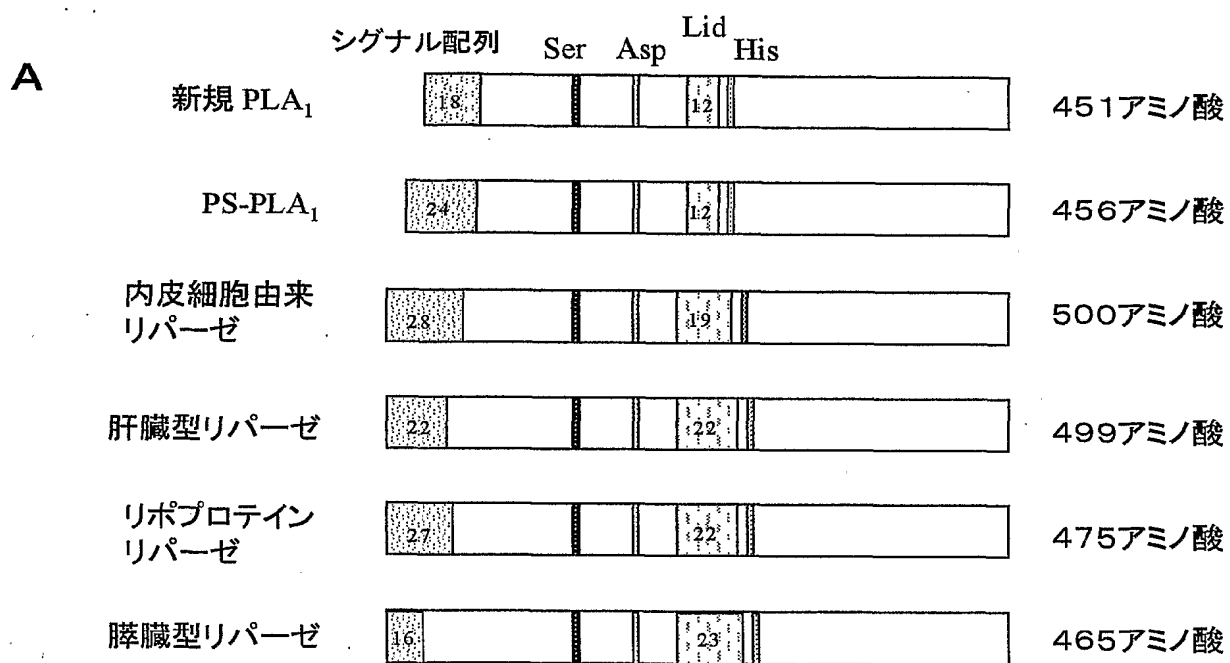 A
シグナル配列 Ser Asp Lid His
新規 PLA₁ 18 12 451アミノ酸
PS-PLA₁ 24 12 456アミノ酸
内皮細胞由来
リパーゼ 28 19 500アミノ酸
肝臓型リパーゼ 22 22 499アミノ酸
リポプロテイン
リパーゼ 27 22 475アミノ酸
膵臓型リパーゼ 16 23 465アミノ酸